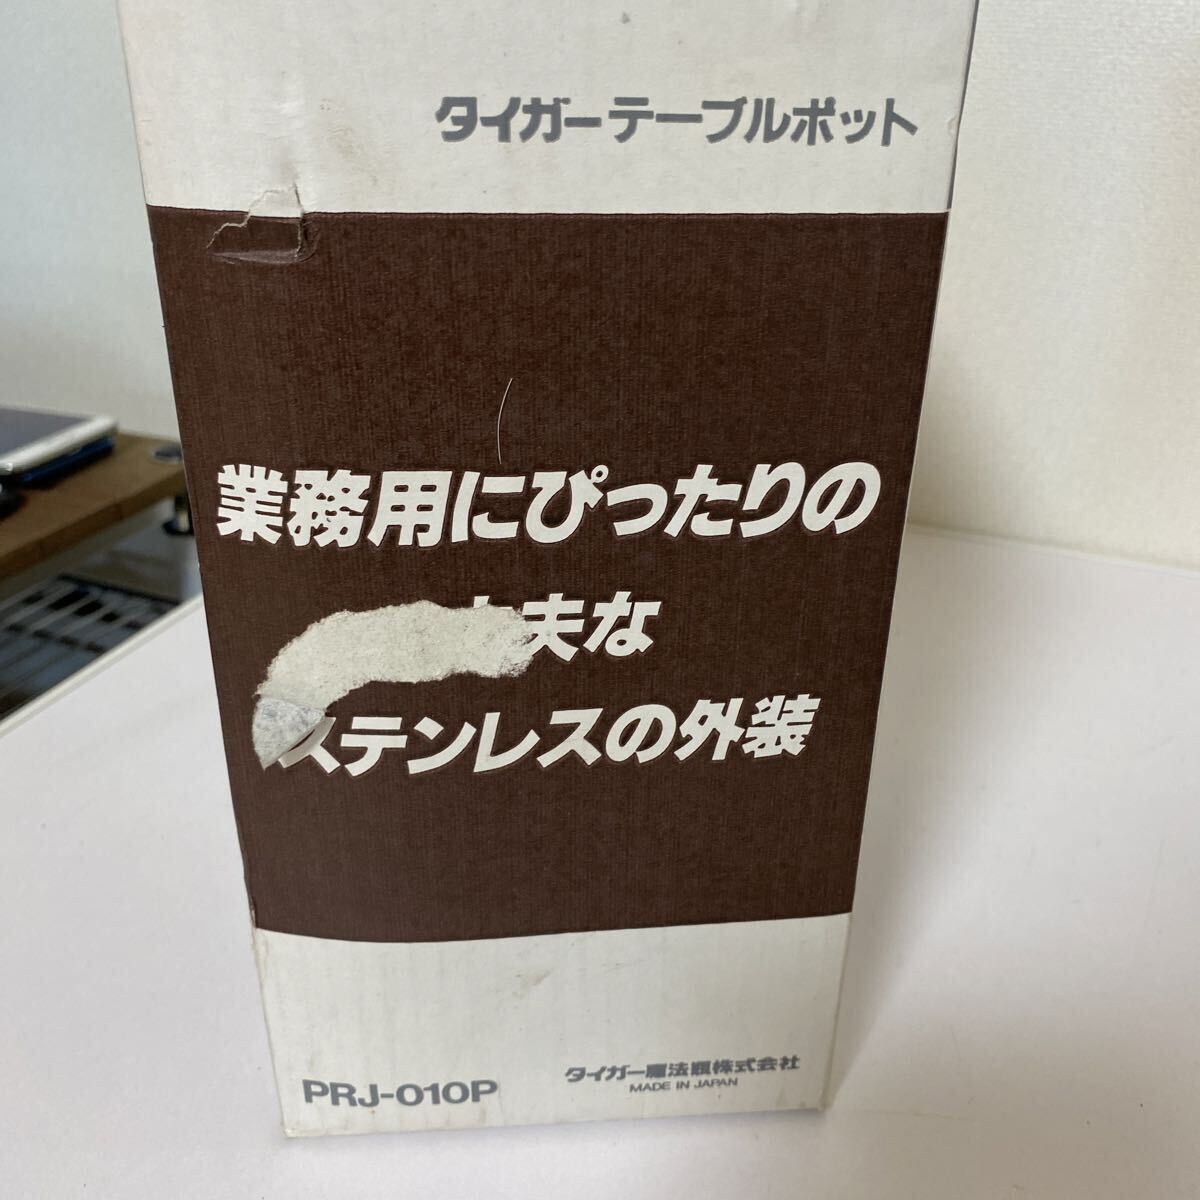 タイガーテーブルポット
業務用にぴったりの
夫な
ステンレスの外装
PRJ-010P
タイガー魔法瓶株式会社
MADE IN JAPAN